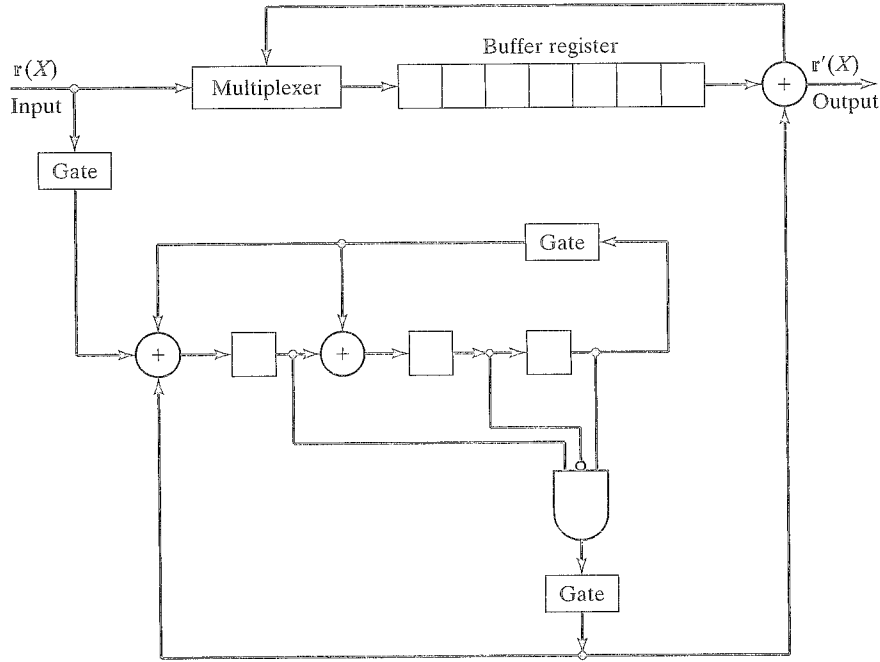 Buffer register
𝕣(X)
Input
Multiplexer
+
𝕣′(X)
Output
Gate
Gate
+
+
Gate